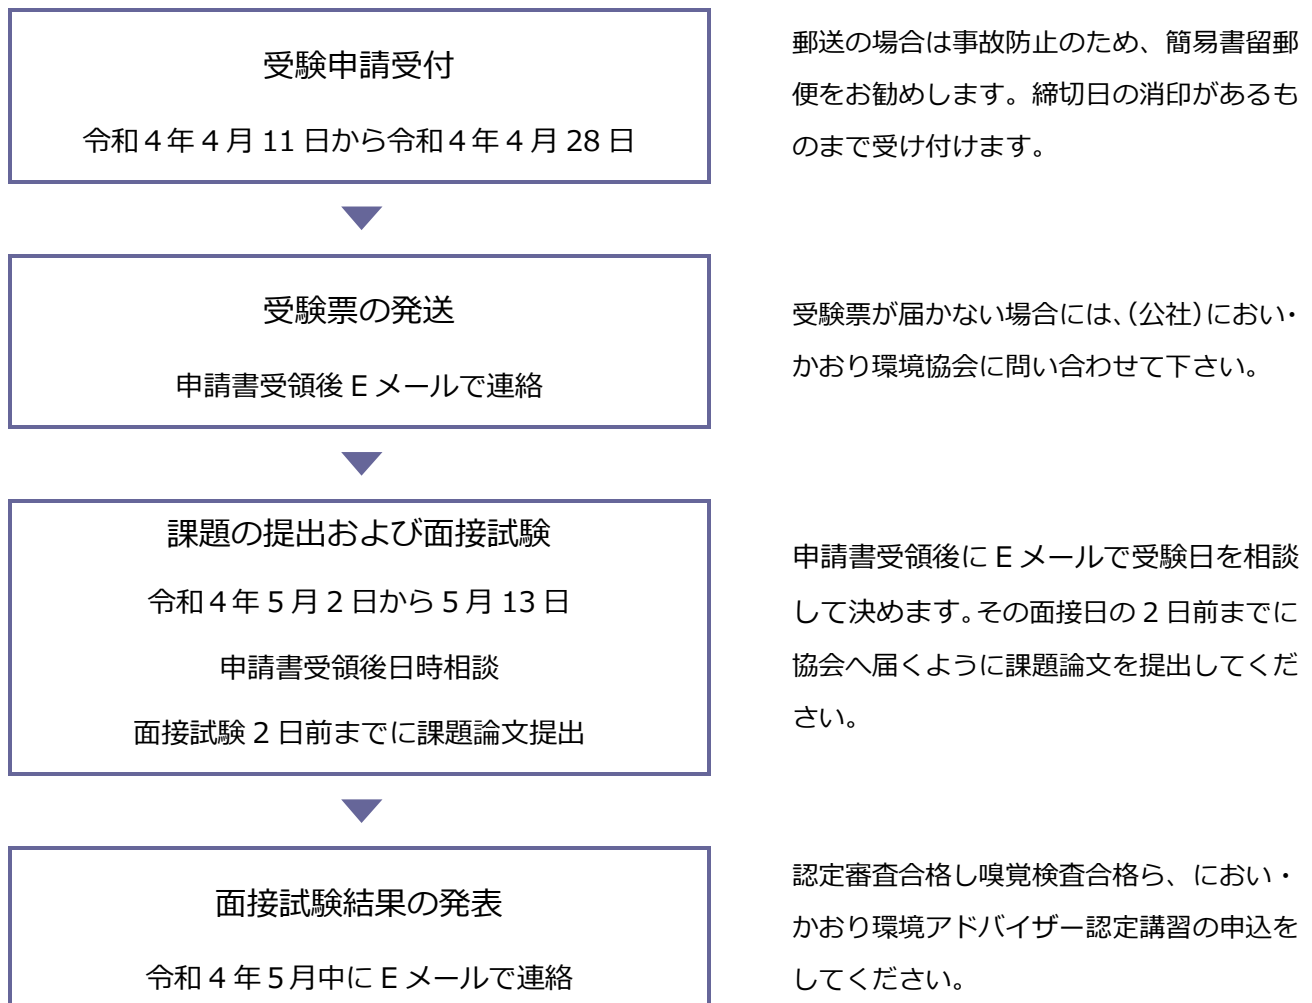 受験申請受付
令和４年４月 11 日から令和４年４月 28 日
郵送の場合は事故防止のため、簡易書留郵
便をお勧めします。締切日の消印があるも
のまで受け付けます。
受験票の発送
申請書受領後 E メールで連絡
受験票が届かない場合には、（公社）におい・
かおり環境協会に問い合わせて下さい。
課題の提出および面接試験
令和４年５月２日から５月 13 日
申請書受領後日時相談
面接試験２日前までに課題論文提出
申請書受領後に E メールで受験日を相談
して決めます。その面接日の２日前までに
協会へ届くように課題論文を提出してくだ
さい。
面接試験結果の発表
令和４年５月中に E メールで連絡
認定審査合格し嗅覚検査合格ら、におい・
かおり環境アドバイザー認定講習の申込を
してください。